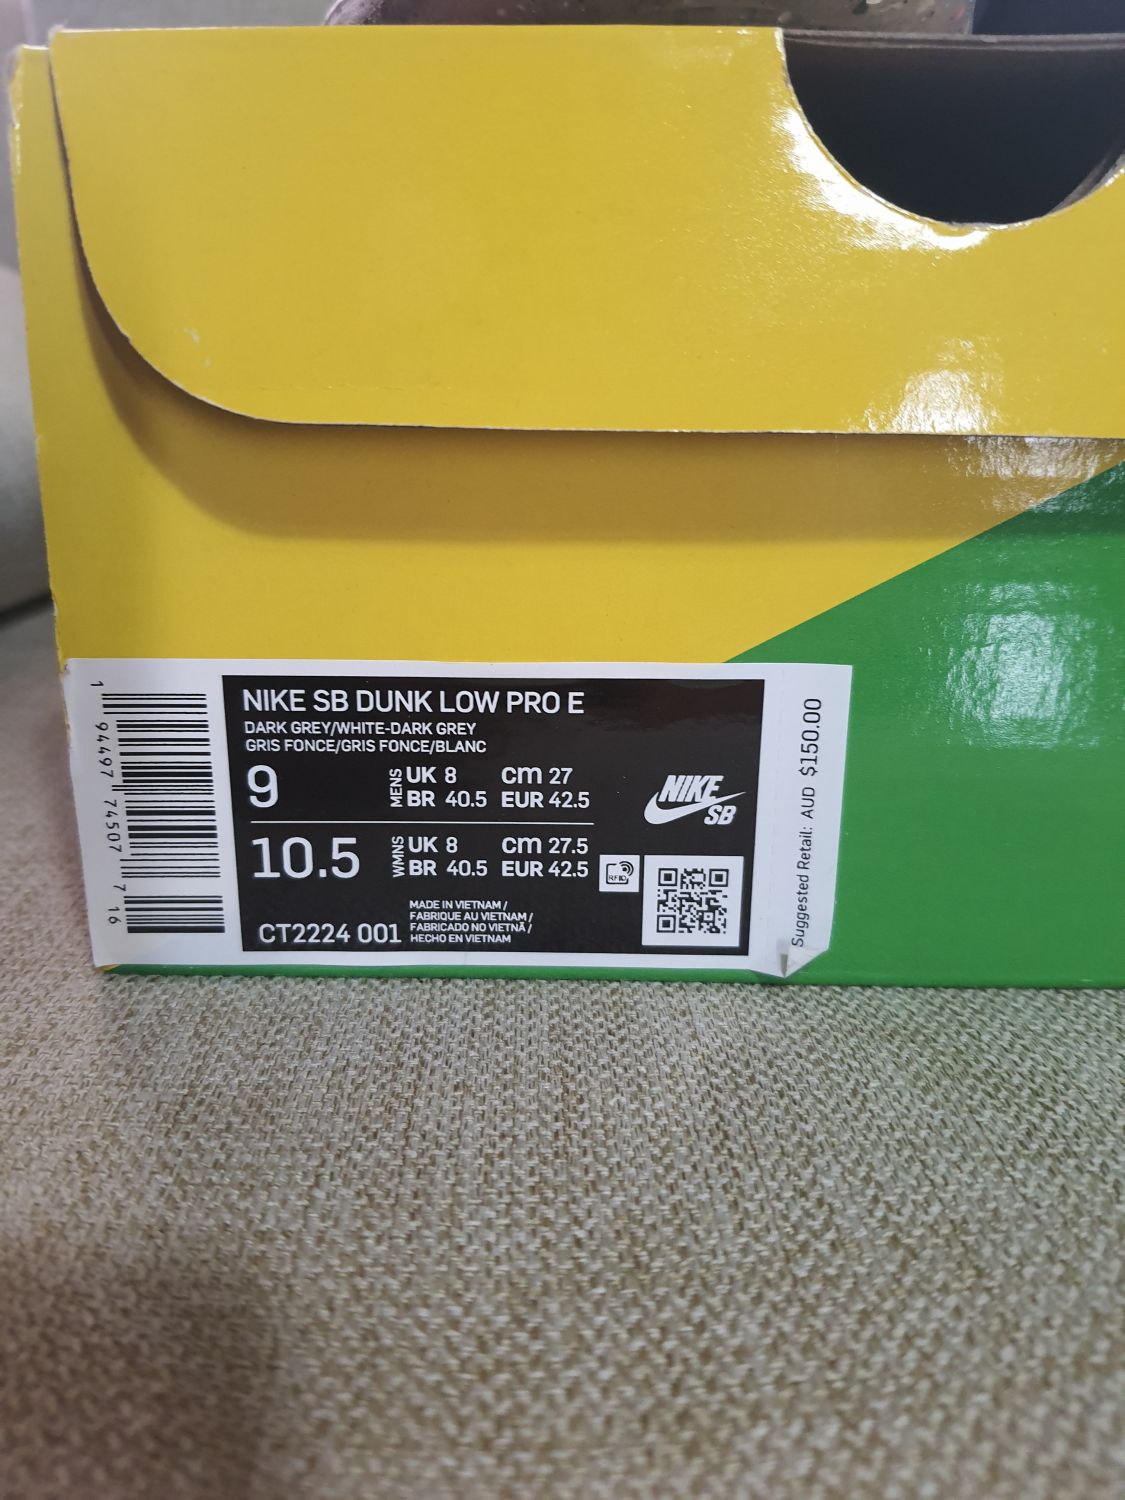 NIKE SB DUNK LOW PRO E
DARK GREY/WHITE-DARK GREY
GRIS FONCE/GRIS FONCE/BLANC
9
MENS
UK 8 cm 27
BR 40.5 EUR 42.5
10.5
WMNS
UK 8 cm 27.5
BR 40.5 EUR 42.5
CT2224 001
MADE IN VIETNAM /
FABRIQUE AU VIETNAM /
FABRICADO NO VIETNÃ /
HECHO EN VIETNAM
NIKE
SB
RFID
1 94497 74507 7 16
Suggested Retail: AUD $150.00